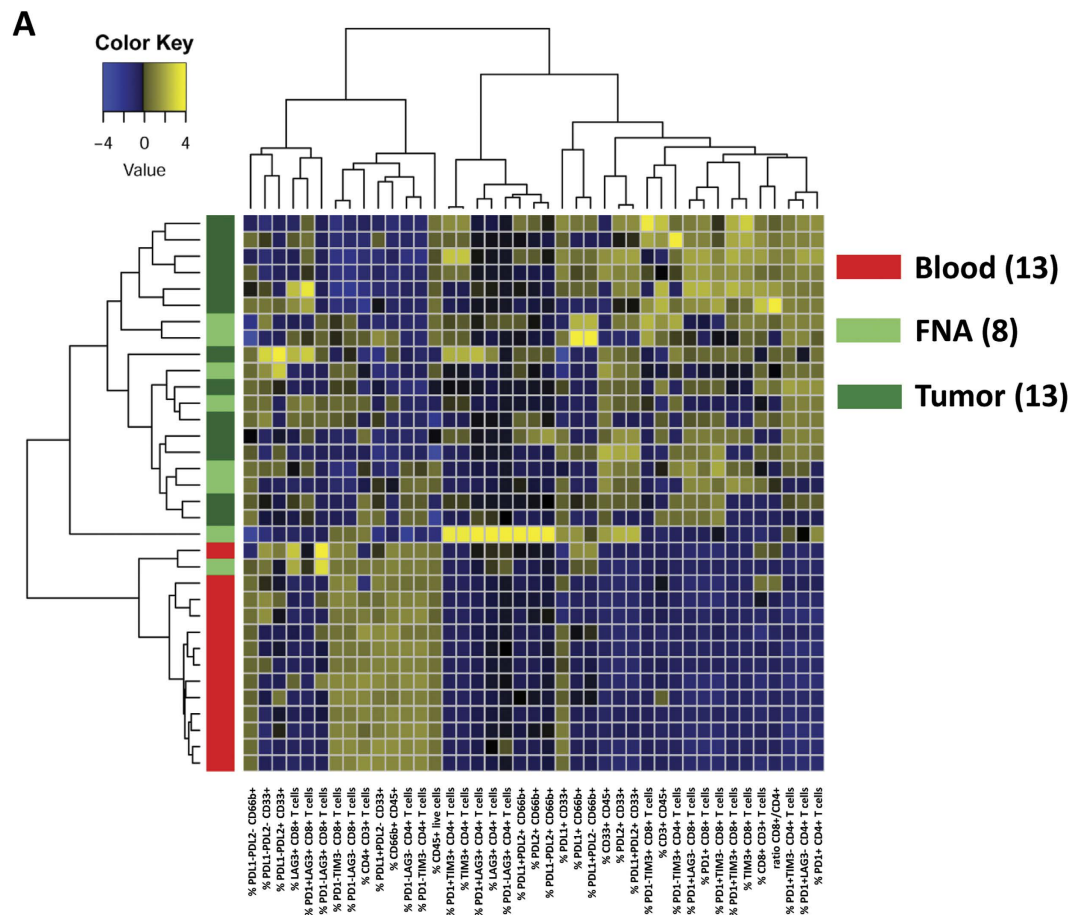 A
Color Key
−4 0 4
Value
Blood (13)
FNA (8)
Tumor (13)
% PDL1-PDL2- CD66b+
% PDL1-PDL2- CD33+
% PDL1-PDL2+ CD33+
% LAG3+ CD8+ T cells
% PD1+LAG3+ CD8+ T cells
% PD1-LAG3+ CD8+ T cells
% PD1-TIM3- CD8+ T cells
% PD1-LAG3- CD8+ T cells
% CD4+ CD3+ T cells
% PDL1+PDL2- CD33+
% CD66b+ CD45+
% PD1-LAG3- CD4+ T cells
% PD1-TIM3- CD4+ T cells
% CD45+ live cells
% PD1+TIM3+ CD4+ T cells
% TIM3+ CD4+ T cells
% PD1+LAG3+ CD4+ T cells
% LAG3+ CD4+ T cells
% PD1-LAG3+ CD4+ T cells
% PDL1+PDL2+ CD66b+
% PDL2+ CD66b+
% PDL1-PDL2+ CD66b+
% PDL1+ CD33+
% PDL1+ CD66b+
% PDL1+PDL2- CD66b+
% CD33+ CD45+
% PDL2+ CD33+
% PDL1+PDL2+ CD33+
% PD1-TIM3+ CD8+ T cells
% CD3+ CD45+
% PD1-TIM3+ CD4+ T cells
% PD1+LAG3- CD8+ T cells
% PD1+ CD8+ T cells
% PD1+TIM3- CD8+ T cells
% PD1+TIM3+ CD8+ T cells
% TIM3+ CD8+ T cells
% CD8+ CD3+ T cells
ratio CD8+/CD4+
% PD1+TIM3- CD4+ T cells
% PD1+LAG3- CD4+ T cells
% PD1+ CD4+ T cells